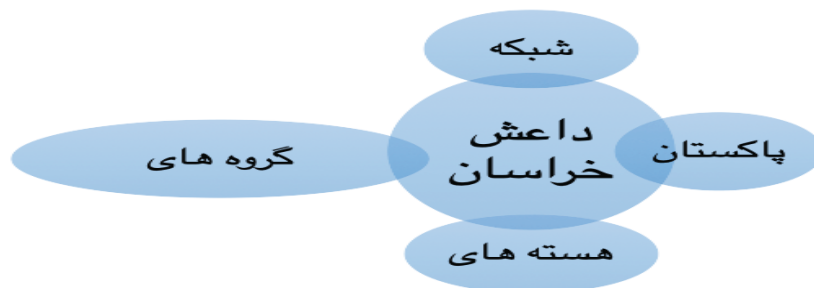 شبکه
داعش
خراسان
پاکستان
گروه های
هسته های